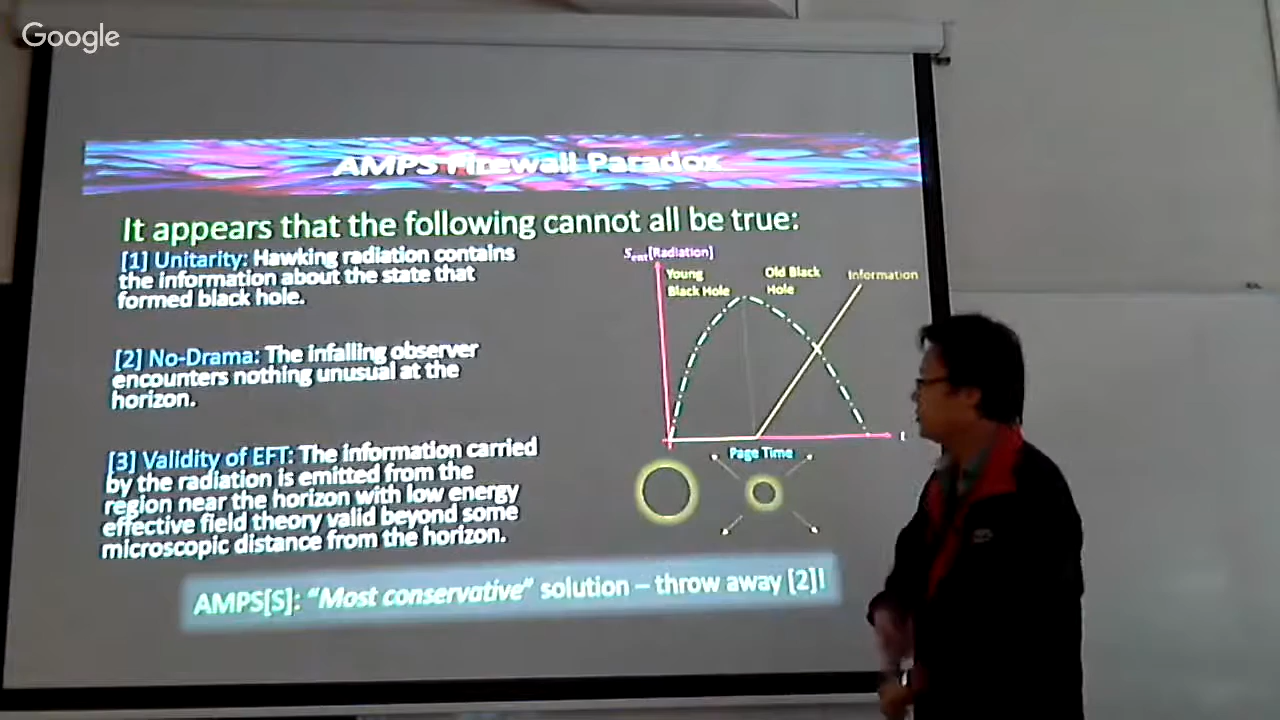 Google
AMPS Firewall Paradox
It appears that the following cannot all be true:
[1] Unitarity: Hawking radiation contains
the information about the state that
formed black hole.
[2] No-Drama: The infalling observer
encounters nothing unusual at the
horizon.
[3] Validity of EFT: The information carried
by the radiation is emitted from the
region near the horizon with low energy
effective field theory valid beyond some
microscopic distance from the horizon.
Sent[Radiation]
Young
Black Hole
Old Black
Hole
Information
t
Page Time
AMPS[S]: “Most conservative” solution – throw away [2]!